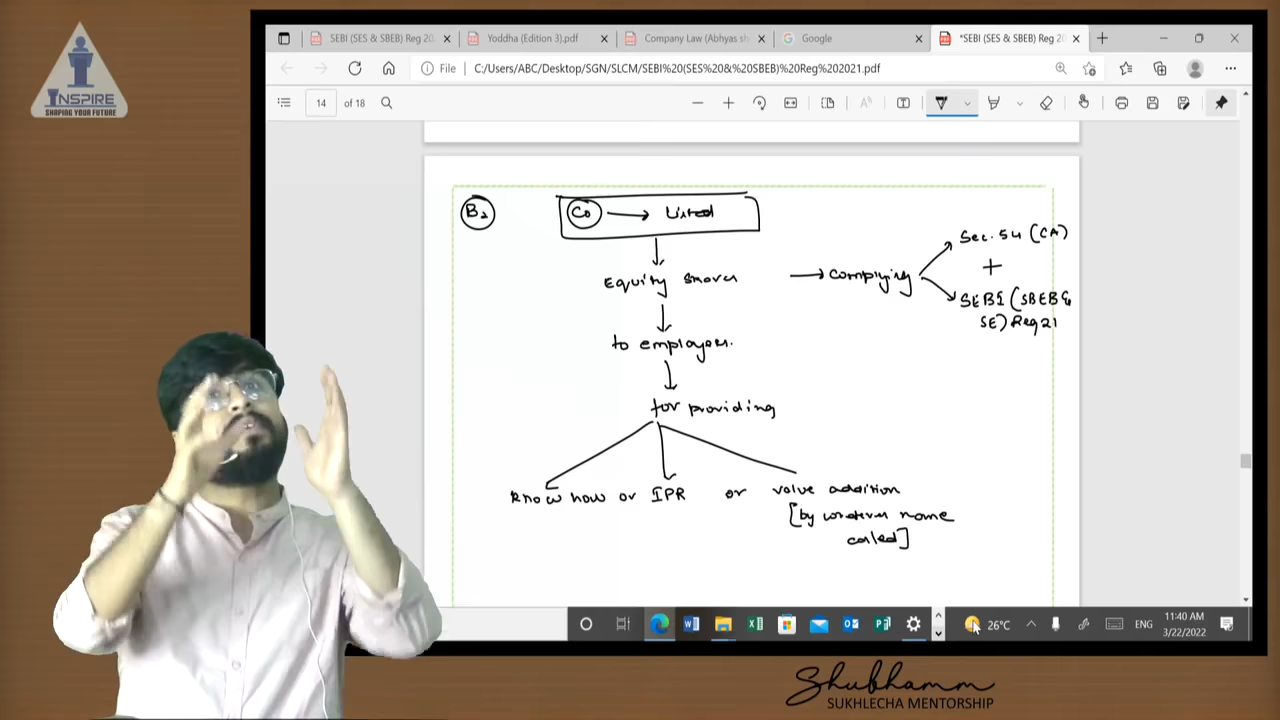 INSPIRE
SHAPING YOUR FUTURE
SEBI (SES & SBEB) Reg 20
Yoddha (Edition 3).pdf
Company Law (Abhyas sh
Google
*SEBI (SES & SBEB) Reg 20
File
C:/Users/ABC/Desktop/SGN/SLCM/SEBI%20(SES%20&%20SBEB)%20Reg%202021.pdf
14 of 18
Co → Listed
Sec. 54 (CA)
+
Equity shares → Complying
SEBI (SBEB &
SE) Reg 21
to employees.
for providing
know how or IPR or value addition
[by whatever name
called]
26°C
ENG
11:40 AM
3/22/2022
Shubhamm
SUKHLECHA MENTORSHIP